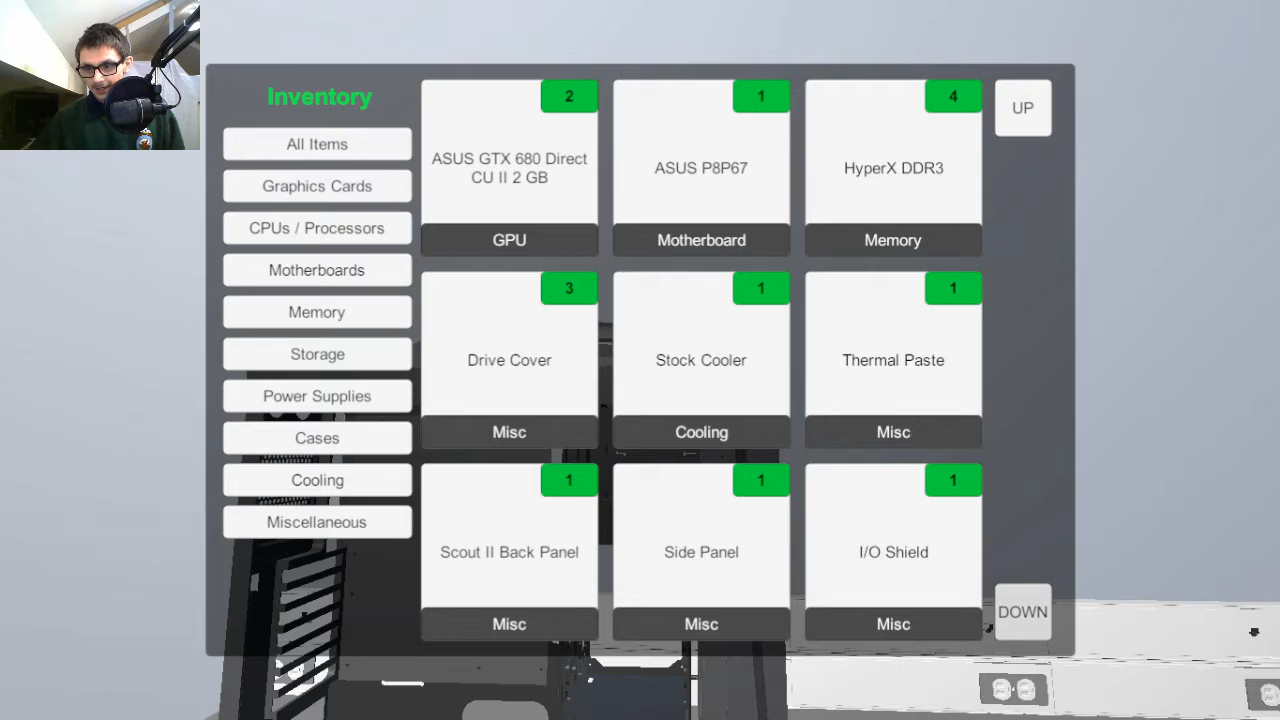 Inventory
All Items
Graphics Cards
CPUs / Processors
Motherboards
Memory
Storage
Power Supplies
Cases
Cooling
Miscellaneous
2
ASUS GTX 680 Direct
CU II 2 GB
GPU
1
ASUS P8P67
Motherboard
4
HyperX DDR3
Memory
3
Drive Cover
Misc
1
Stock Cooler
Cooling
1
Thermal Paste
Misc
1
Scout II Back Panel
Misc
1
Side Panel
Misc
1
I/O Shield
Misc
UP
DOWN